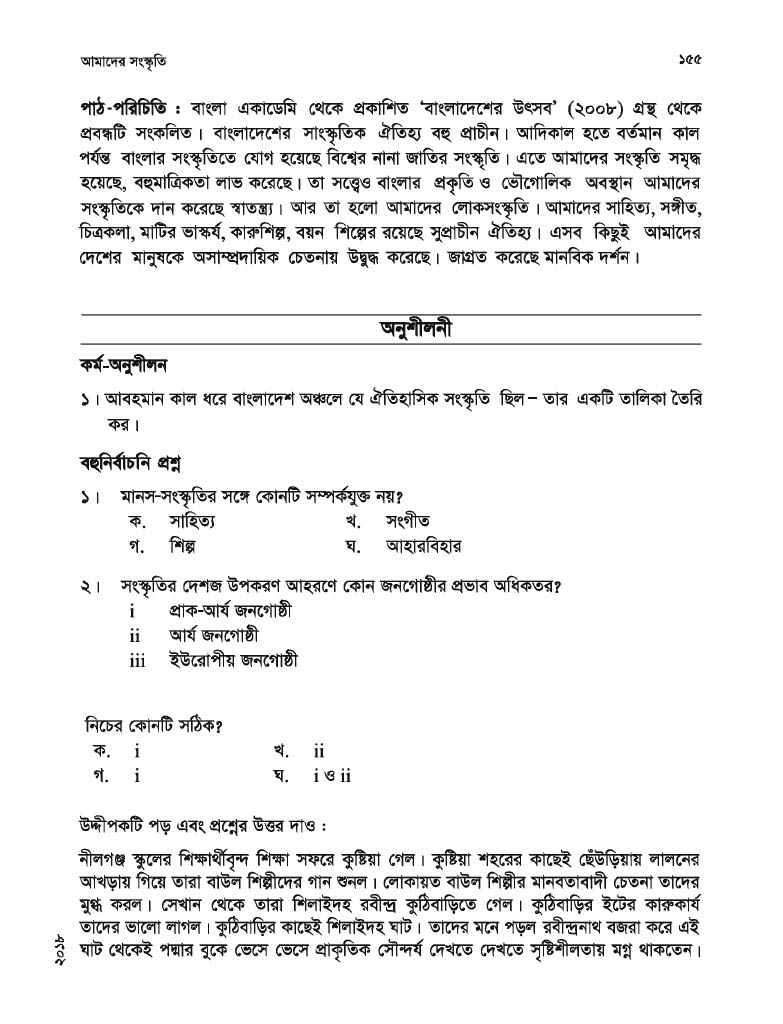 আমাদের সংস্কৃতি ১৫৫
পাঠ-পরিচিতি : বাংলা একাডেমি থেকে প্রকাশিত ‘বাংলাদেশের উৎসব’ (২০০৮) গ্রন্থ থেকে
প্রবন্ধটি সংকলিত। বাংলাদেশের সাংস্কৃতিক ঐতিহ্য বহু প্রাচীন। আদিকাল হতে বর্তমান কাল
পর্যন্ত বাংলার সংস্কৃতিতে যোগ হয়েছে বিশ্বের নানা জাতির সংস্কৃতি। এতে আমাদের সংস্কৃতি সমৃদ্ধ
হয়েছে, বহুমাত্রিকতা লাভ করেছে। তা সত্ত্বেও বাংলার প্রকৃতি ও ভৌগোলিক অবস্থান আমাদের
সংস্কৃতিকে দান করেছে স্বাতন্ত্র্য। আর তা হলো আমাদের লোকসংস্কৃতি। আমাদের সাহিত্য, সঙ্গীত,
চিত্রকলা, মাটির ভাস্কর্য, কারুশিল্প, বয়ন শিল্পের রয়েছে সুপ্রাচীন ঐতিহ্য। এসব কিছুই আমাদের
দেশের মানুষকে অসাম্প্রদায়িক চেতনায় উদ্বুদ্ধ করেছে। জাগ্রত করেছে মানবিক দর্শন।
অনুশীলনী
কর্ম-অনুশীলন
১। আবহমান কাল ধরে বাংলাদেশ অঞ্চলে যে ঐতিহাসিক সংস্কৃতি ছিল– তার একটি তালিকা তৈরি
কর।
বহুনির্বাচনি প্রশ্ন
১। মানস-সংস্কৃতির সঙ্গে কোনটি সম্পর্কযুক্ত নয়?
ক. সাহিত্য খ. সংগীত
গ. শিল্প ঘ. আহারবিহার
২। সংস্কৃতির দেশজ উপকরণ আহরণে কোন জনগোষ্ঠীর প্রভাব অধিকতর?
i প্রাক-আর্য জনগোষ্ঠী
ii আর্য জনগোষ্ঠী
iii ইউরোপীয় জনগোষ্ঠী
নিচের কোনটি সঠিক?
ক. i খ. ii
গ. i ঘ. i ও ii
উদ্দীপকটি পড় এবং প্রশ্নের উত্তর দাও :
নীলগঞ্জ স্কুলের শিক্ষার্থীবৃন্দ শিক্ষা সফরে কুষ্টিয়া গেল। কুষ্টিয়া শহরের কাছেই ছেঁউড়িয়ায় লালনের
আখড়ায় গিয়ে তারা বাউল শিল্পীদের গান শুনল। লোকায়ত বাউল শিল্পীর মানবতাবাদী চেতনা তাদের
মুগ্ধ করল। সেখান থেকে তারা শিলাইদহ রবীন্দ্র কুঠিবাড়িতে গেল। কুঠিবাড়ির ইটের কারুকার্য
তাদের ভালো লাগল। কুঠিবাড়ির কাছেই শিলাইদহ ঘাট। তাদের মনে পড়ল রবীন্দ্রনাথ বজরা করে এই
ঘাট থেকেই পদ্মার বুকে ভেসে ভেসে প্রাকৃতিক সৌন্দর্য দেখতে দেখতে সৃষ্টিশীলতায় মগ্ন থাকতেন।
২০১৮